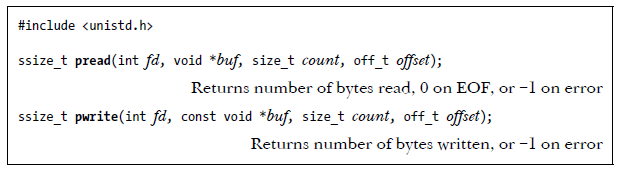 #include <unistd.h>
ssize_t pread(int fd, void *buf, size_t count, off_t offset);
Returns number of bytes read, 0 on EOF, or –1 on error
ssize_t pwrite(int fd, const void *buf, size_t count, off_t offset);
Returns number of bytes written, or –1 on error